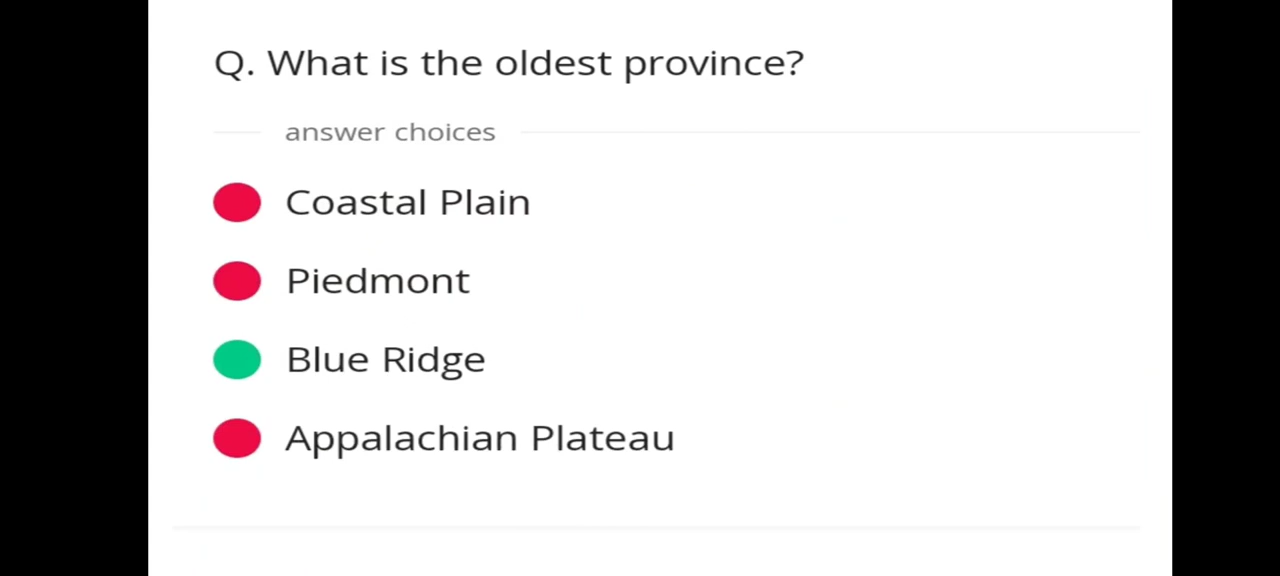 Q. What is the oldest province?
answer choices
Coastal Plain
Piedmont
Blue Ridge
Appalachian Plateau